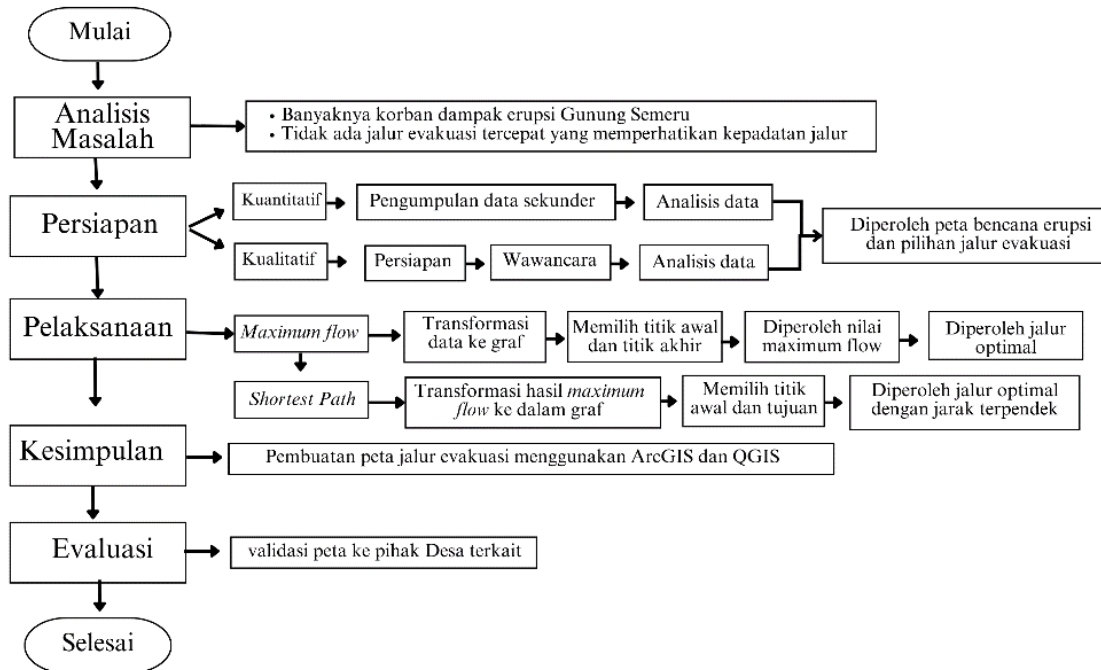 Mulai
Analisis
Masalah
• Banyaknya korban dampak erupsi Gunung Semeru
• Tidak ada jalur evakuasi tercepat yang memperhatikan kepadatan jalur
Persiapan
Kuantitatif
Pengumpulan data sekunder
Analisis data
Kualitatif
Persiapan
Wawancara
Analisis data
Diperoleh peta bencana erupsi
dan pilihan jalur evakuasi
Pelaksanaan
Maximum flow
Transformasi
data ke graf
Memilih titik awal
dan titik akhir
Diperoleh nilai
maximum flow
Diperoleh jalur
optimal
Shortest Path
Transformasi hasil maximum
flow ke dalam graf
Memilih titik
awal dan tujuan
Diperoleh jalur optimal
dengan jarak terpendek
Kesimpulan
Pembuatan peta jalur evakuasi menggunakan ArcGIS dan QGIS
Evaluasi
validasi peta ke pihak Desa terkait
Selesai